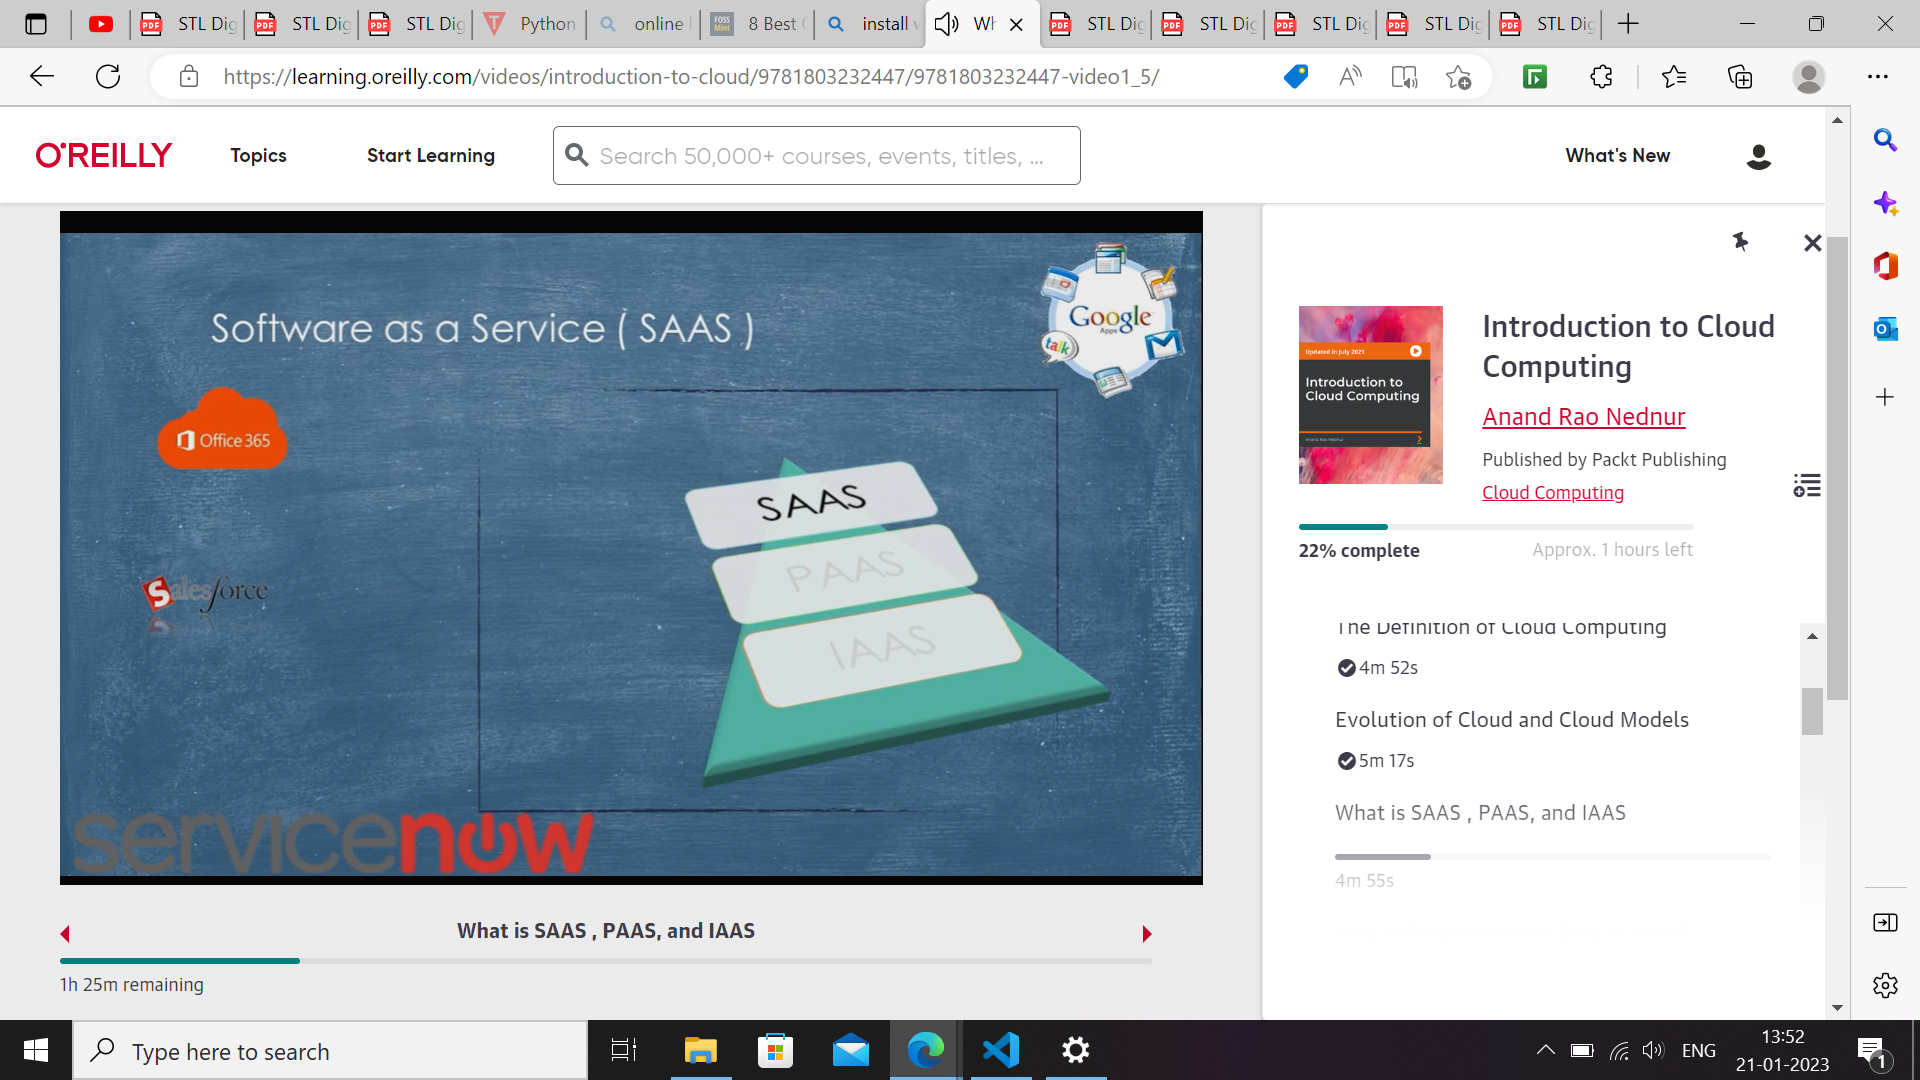 STL Dig
STL Dig
STL Dig
Python
online
8 Best
install
Wh
STL Dig
STL Dig
STL Dig
STL Dig
STL Dig
https://learning.oreilly.com/videos/introduction-to-cloud/9781803232447/9781803232447-video1_5/
O'REILLY
Topics
Start Learning
Search 50,000+ courses, events, titles, ...
What's New
Software as a Service ( SAAS )
Google
Apps
talk
Office 365
Salesforce
SAAS
PAAS
IAAS
servicenow
What is SAAS , PAAS, and IAAS
1h 25m remaining
Updated in July 2021
Introduction to
Cloud Computing
Anand Rao Nednur
Introduction to Cloud
Computing
Anand Rao Nednur
Published by Packt Publishing
Cloud Computing
22% complete
Approx. 1 hours left
The Definition of Cloud Computing
4m 52s
Evolution of Cloud and Cloud Models
5m 17s
What is SAAS , PAAS, and IAAS
4m 55s
Type here to search
ENG
13:52
21-01-2023
1